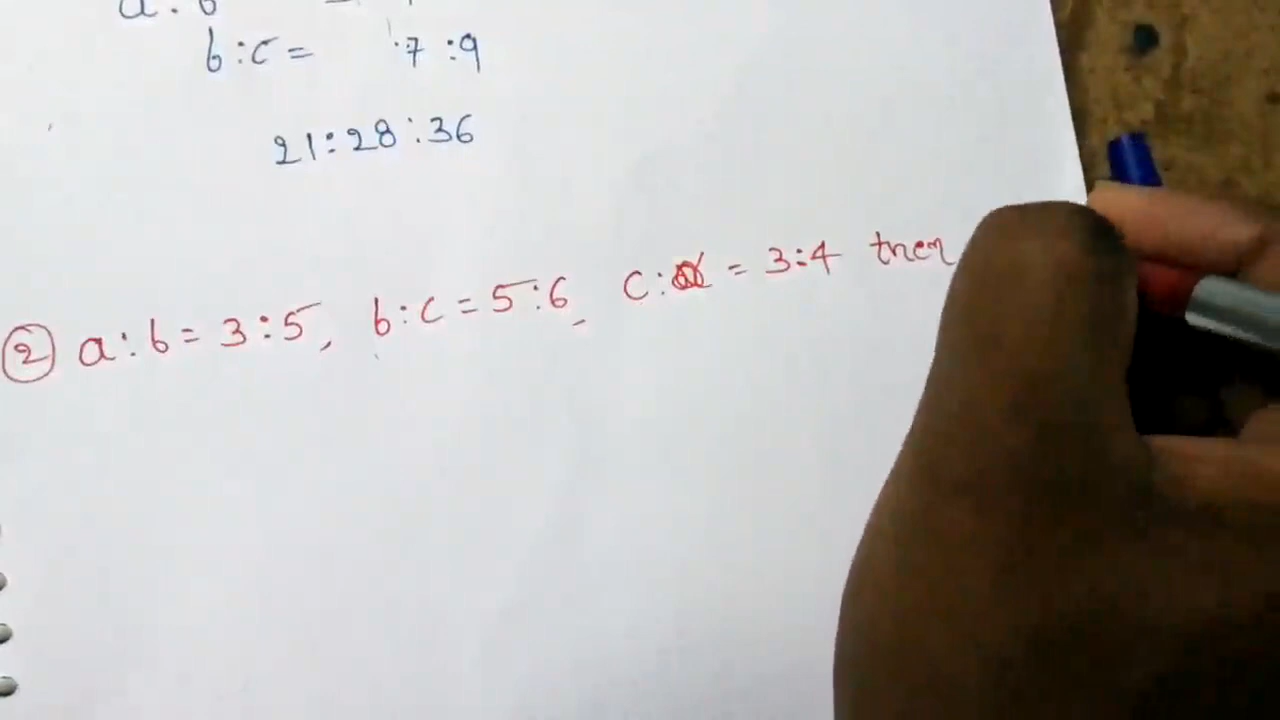 a:b =
b:c = 7:9
21:28:36
② a:b = 3:5, b:c = 5:6, c: = 3:4 then